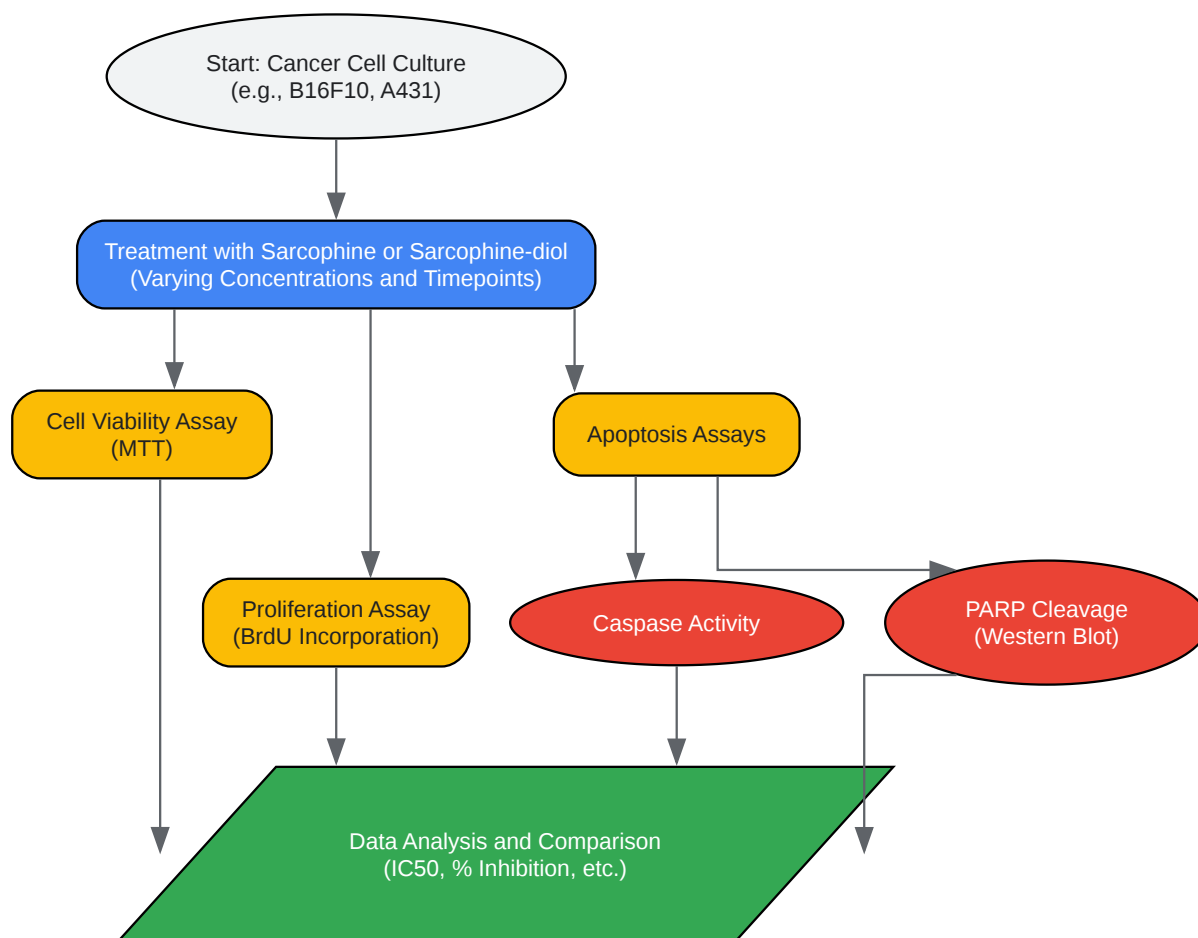 Start: Cancer Cell Culture
(e.g., B16F10, A431)
Treatment with Sarcophine or Sarcophine-diol
(Varying Concentrations and Timepoints)
Cell Viability Assay
(MTT)
Apoptosis Assays
Proliferation Assay
(BrdU Incorporation)
Caspase Activity
PARP Cleavage
(Western Blot)
Data Analysis and Comparison
(IC50, % Inhibition, etc.)